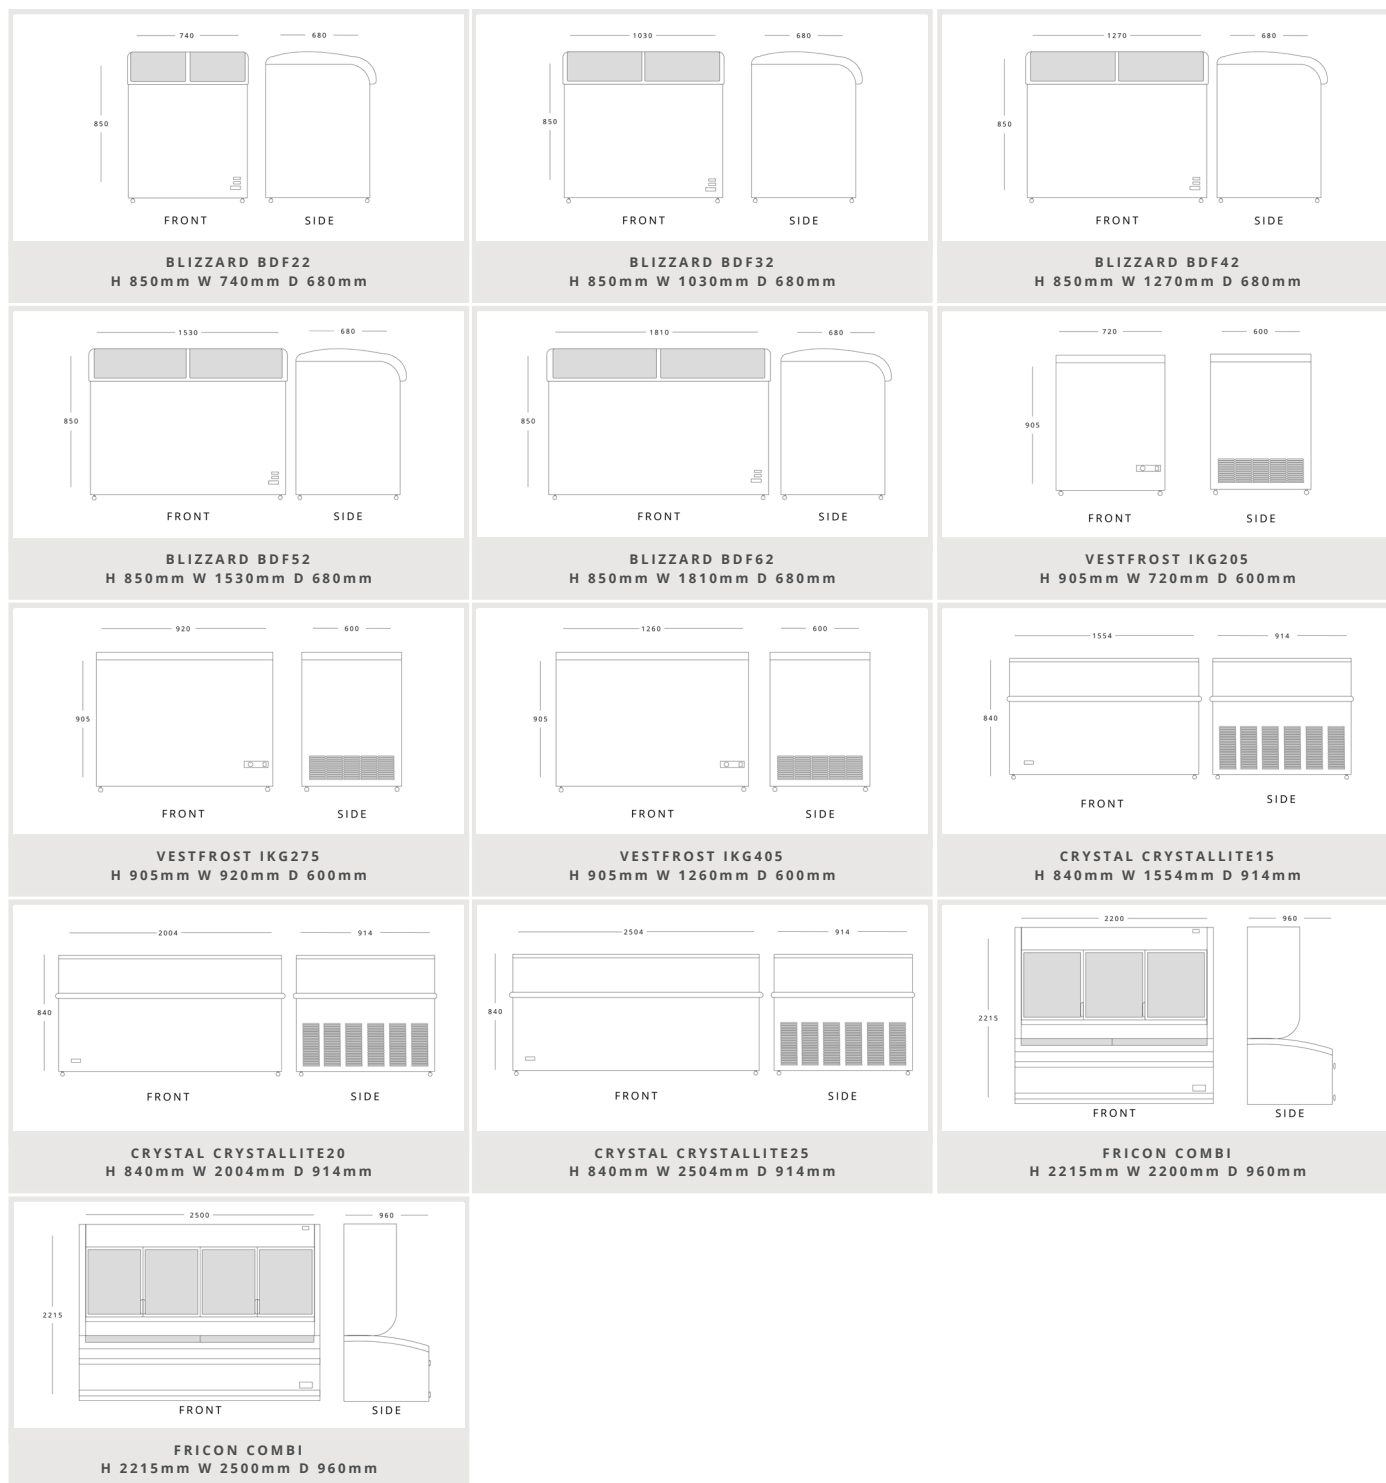 740
680
850
FRONT
SIDE
BLIZZARD BDF22
H 850mm W 740mm D 680mm
1030
680
850
FRONT
SIDE
BLIZZARD BDF32
H 850mm W 1030mm D 680mm
1270
680
850
FRONT
SIDE
BLIZZARD BDF42
H 850mm W 1270mm D 680mm
1530
680
850
FRONT
SIDE
BLIZZARD BDF52
H 850mm W 1530mm D 680mm
1810
680
850
FRONT
SIDE
BLIZZARD BDF62
H 850mm W 1810mm D 680mm
720
600
905
FRONT
SIDE
VESTFROST IKG205
H 905mm W 720mm D 600mm
920
600
905
FRONT
SIDE
VESTFROST IKG275
H 905mm W 920mm D 600mm
1260
600
905
FRONT
SIDE
VESTFROST IKG405
H 905mm W 1260mm D 600mm
1554
914
840
FRONT
SIDE
CRYSTAL CRYSTALLITE15
H 840mm W 1554mm D 914mm
2004
914
840
FRONT
SIDE
CRYSTAL CRYSTALLITE20
H 840mm W 2004mm D 914mm
2504
914
840
FRONT
SIDE
CRYSTAL CRYSTALLITE25
H 840mm W 2504mm D 914mm
2200
960
2215
FRONT
SIDE
FRICON COMBI
H 2215mm W 2200mm D 960mm
2500
960
2215
FRONT
SIDE
FRICON COMBI
H 2215mm W 2500mm D 960mm